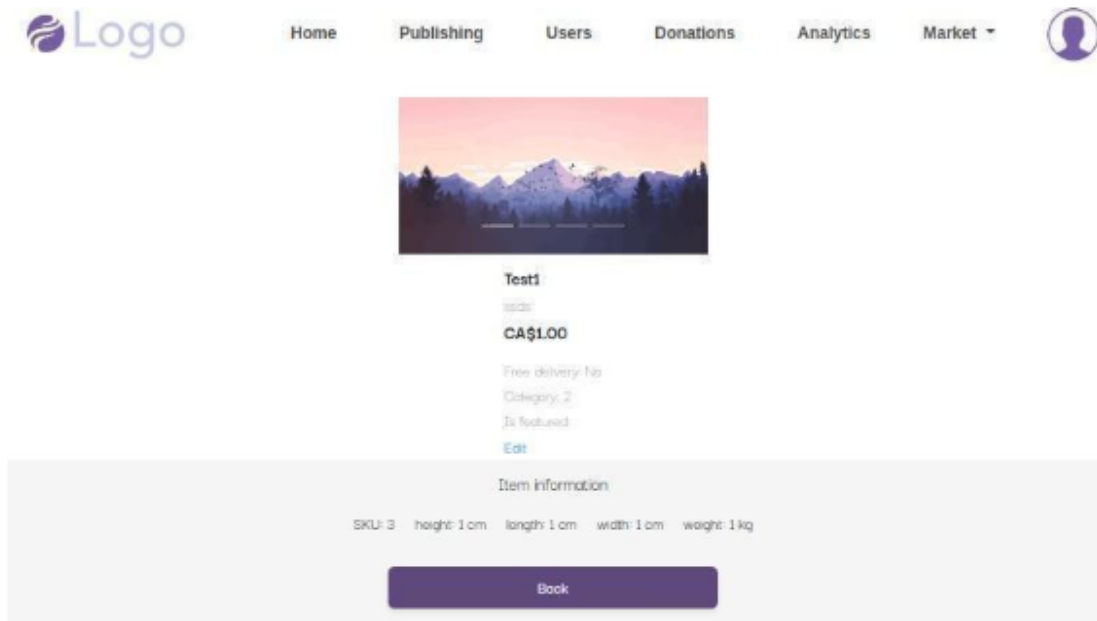 Logo
Home Publishing Users Donations Analytics Market
Test1
CA$1.00
Free delivery: No
Category: 2
Is featured
Edit
Item information
SKU: 3 height: 1 cm length: 1 cm width: 1 cm weight: 1 kg
Back